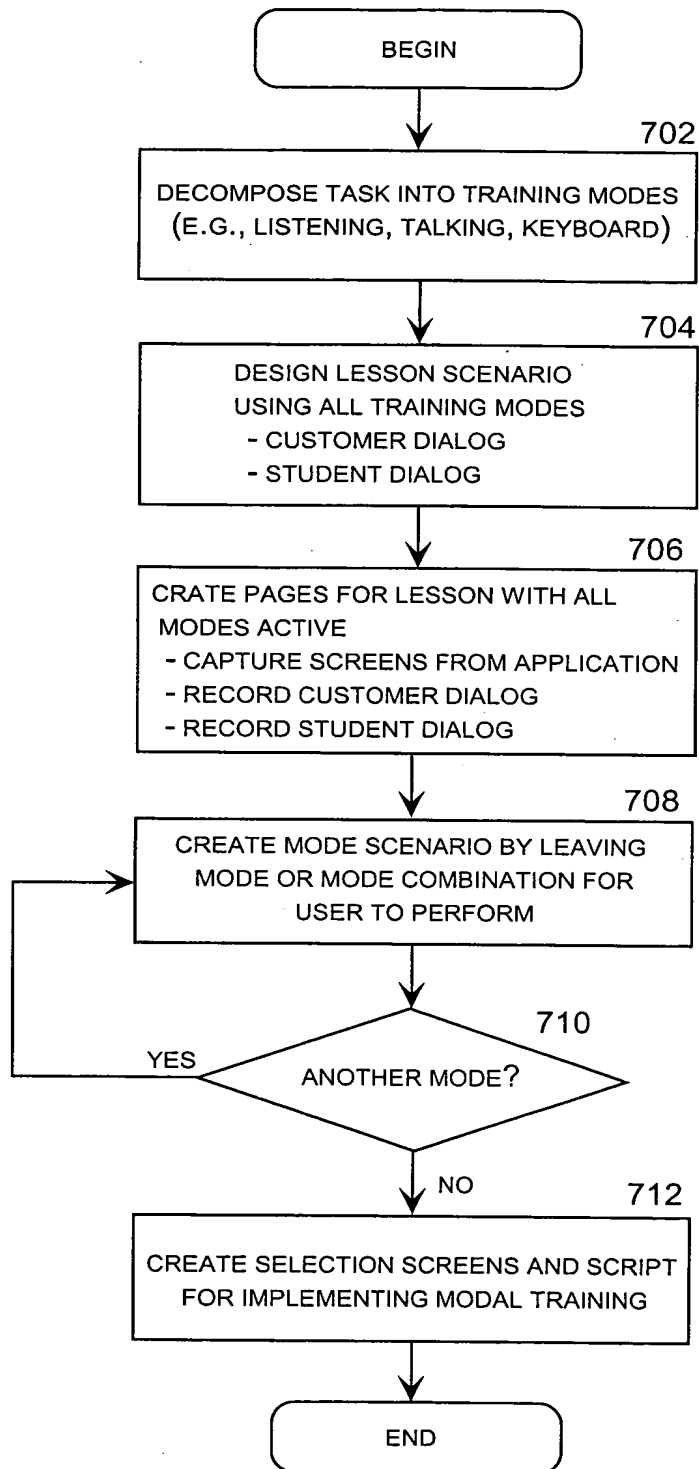 BEGIN
702
DECOMPOSE TASK INTO TRAINING MODES
(E.G., LISTENING, TALKING, KEYBOARD)
704
DESIGN LESSON SCENARIO
USING ALL TRAINING MODES
- CUSTOMER DIALOG
- STUDENT DIALOG
706
CRATE PAGES FOR LESSON WITH ALL
MODES ACTIVE
- CAPTURE SCREENS FROM APPLICATION
- RECORD CUSTOMER DIALOG
- RECORD STUDENT DIALOG
708
CREATE MODE SCENARIO BY LEAVING
MODE OR MODE COMBINATION FOR
USER TO PERFORM
710
YES
ANOTHER MODE?
NO
712
CREATE SELECTION SCREENS AND SCRIPT
FOR IMPLEMENTING MODAL TRAINING
END